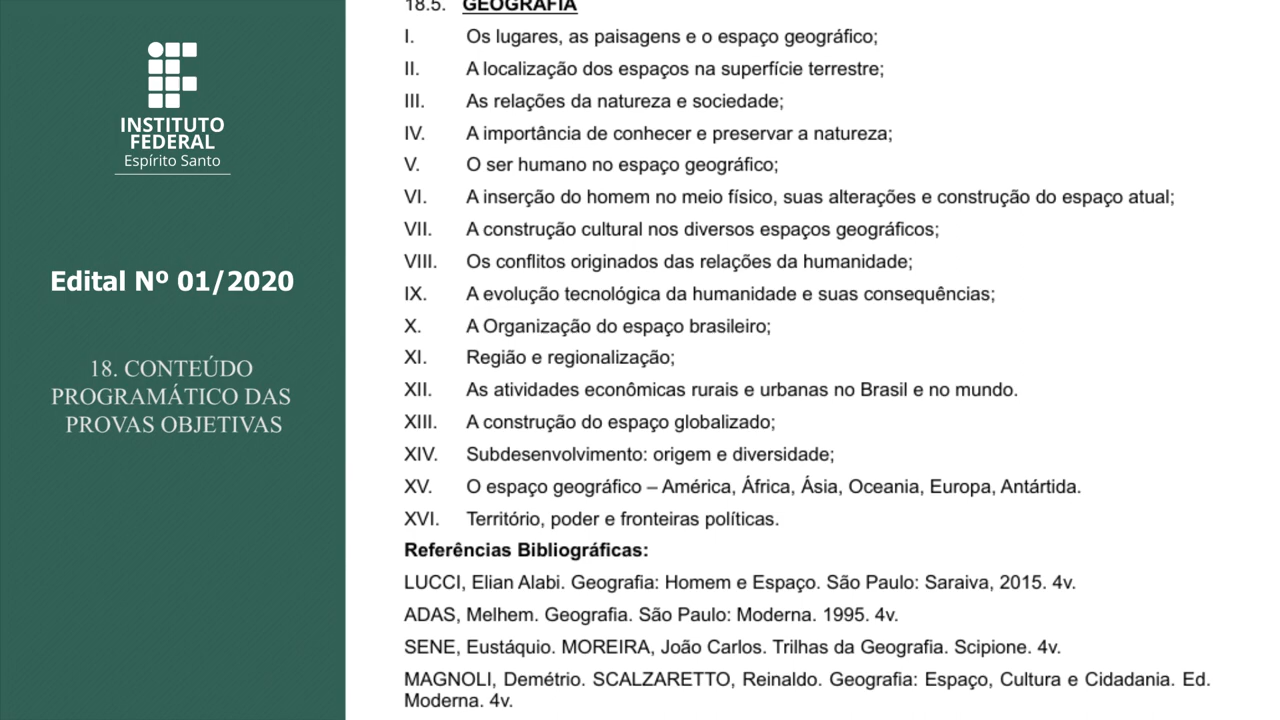 INSTITUTO
FEDERAL
Espírito Santo
Edital Nº 01/2020
18. CONTEÚDO
PROGRAMÁTICO DAS
PROVAS OBJETIVAS
18.5. GEOGRAFIA
I. Os lugares, as paisagens e o espaço geográfico;
II. A localização dos espaços na superfície terrestre;
III. As relações da natureza e sociedade;
IV. A importância de conhecer e preservar a natureza;
V. O ser humano no espaço geográfico;
VI. A inserção do homem no meio físico, suas alterações e construção do espaço atual;
VII. A construção cultural nos diversos espaços geográficos;
VIII. Os conflitos originados das relações da humanidade;
IX. A evolução tecnológica da humanidade e suas consequências;
X. A Organização do espaço brasileiro;
XI. Região e regionalização;
XII. As atividades econômicas rurais e urbanas no Brasil e no mundo.
XIII. A construção do espaço globalizado;
XIV. Subdesenvolvimento: origem e diversidade;
XV. O espaço geográfico – América, África, Ásia, Oceania, Europa, Antártida.
XVI. Território, poder e fronteiras políticas.
Referências Bibliográficas:
LUCCI, Elian Alabi. Geografia: Homem e Espaço. São Paulo: Saraiva, 2015. 4v.
ADAS, Melhem. Geografia. São Paulo: Moderna. 1995. 4v.
SENE, Eustáquio. MOREIRA, João Carlos. Trilhas da Geografia. Scipione. 4v.
MAGNOLI, Demétrio. SCALZARETTO, Reinaldo. Geografia: Espaço, Cultura e Cidadania. Ed.
Moderna. 4v.